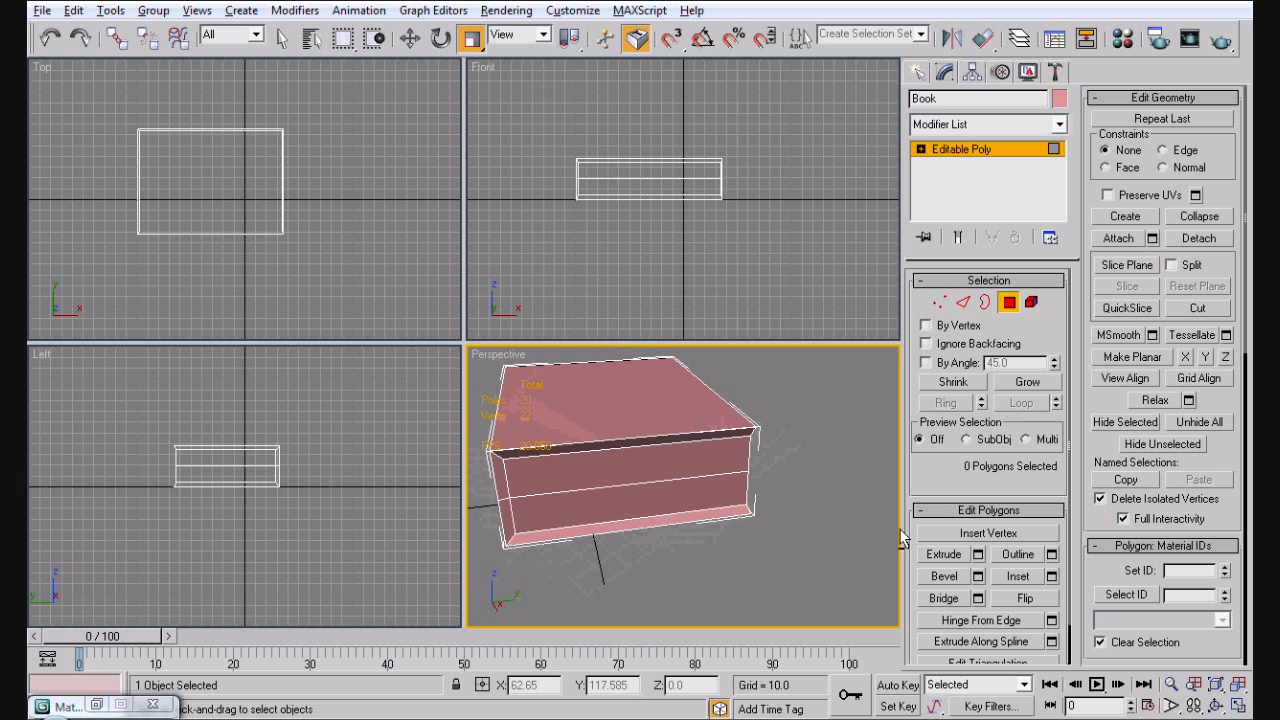 File Edit Tools Group Views Create Modifiers Animation Graph Editors Rendering Customize MAXScript Help
All View Create Selection Set
Top
Front
Left
Perspective
Total
Polys 20
Verts 22
Book
Modifier List
Editable Poly
Selection
By Vertex
Ignore Backfacing
By Angle: 45.0
Shrink Grow
Ring Loop
Preview Selection
Off SubObj Multi
0 Polygons Selected
Edit Polygons
Insert Vertex
Extrude Outline
Bevel Inset
Bridge Flip
Hinge From Edge
Extrude Along Spline
Edit Triangulation
Edit Geometry
Repeat Last
Constraints
None Edge
Face Normal
Preserve UVs
Create Collapse
Attach Detach
Slice Plane Split
Slice Reset Plane
QuickSlice Cut
MSmooth Tessellate
Make Planar X Y Z
View Align Grid Align
Relax
Hide Selected Unhide All
Hide Unselected
Named Selections:
Copy Paste
Delete Isolated Vertices
Full Interactivity
Polygon: Material IDs
Set ID:
Select ID
Clear Selection
0 / 100
0 10 20 30 40 50 60 70 80 90 100
1 Object Selected X: 62.65 Y: 117.585 Z: 0.0 Grid = 10.0 Auto Key Selected
Mat... ck-and-drag to select objects Add Time Tag Set Key Key Filters... 0